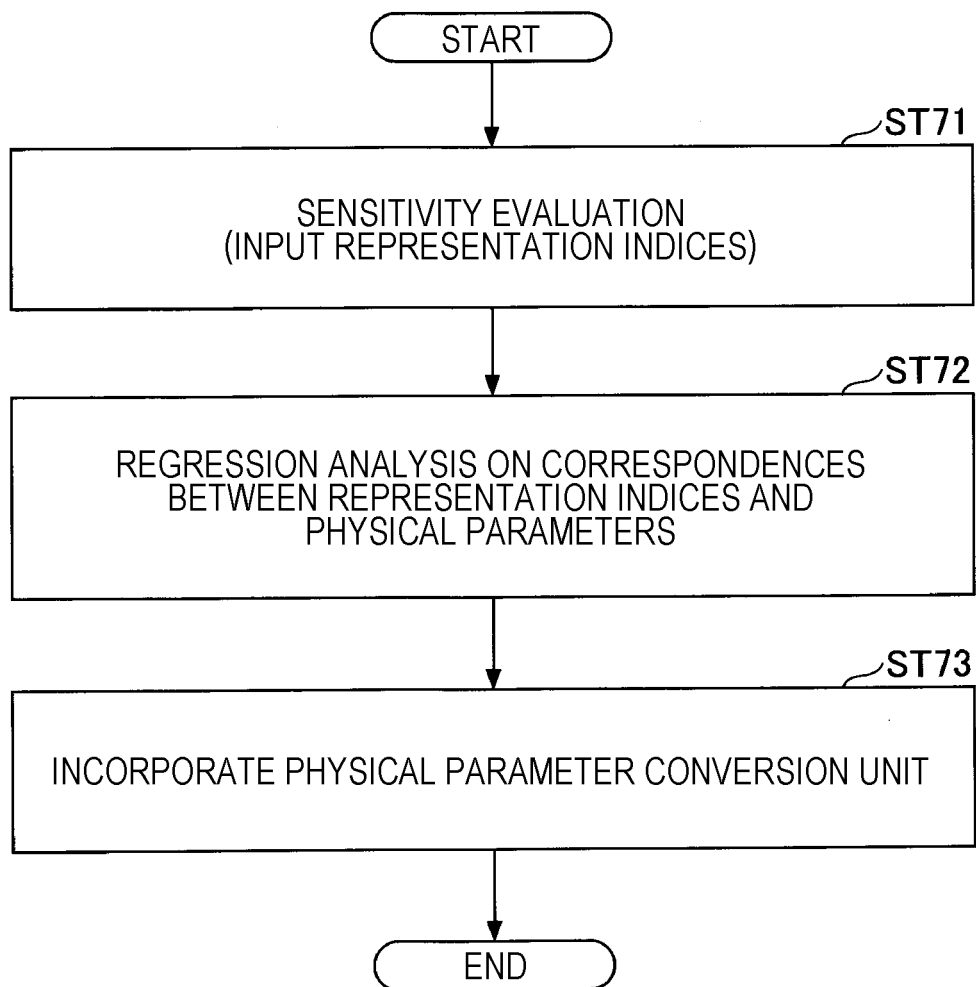 START
ST71
SENSITIVITY EVALUATION
(INPUT REPRESENTATION INDICES)
ST72
REGRESSION ANALYSIS ON CORRESPONDENCES
BETWEEN REPRESENTATION INDICES AND
PHYSICAL PARAMETERS
ST73
INCORPORATE PHYSICAL PARAMETER CONVERSION UNIT
END